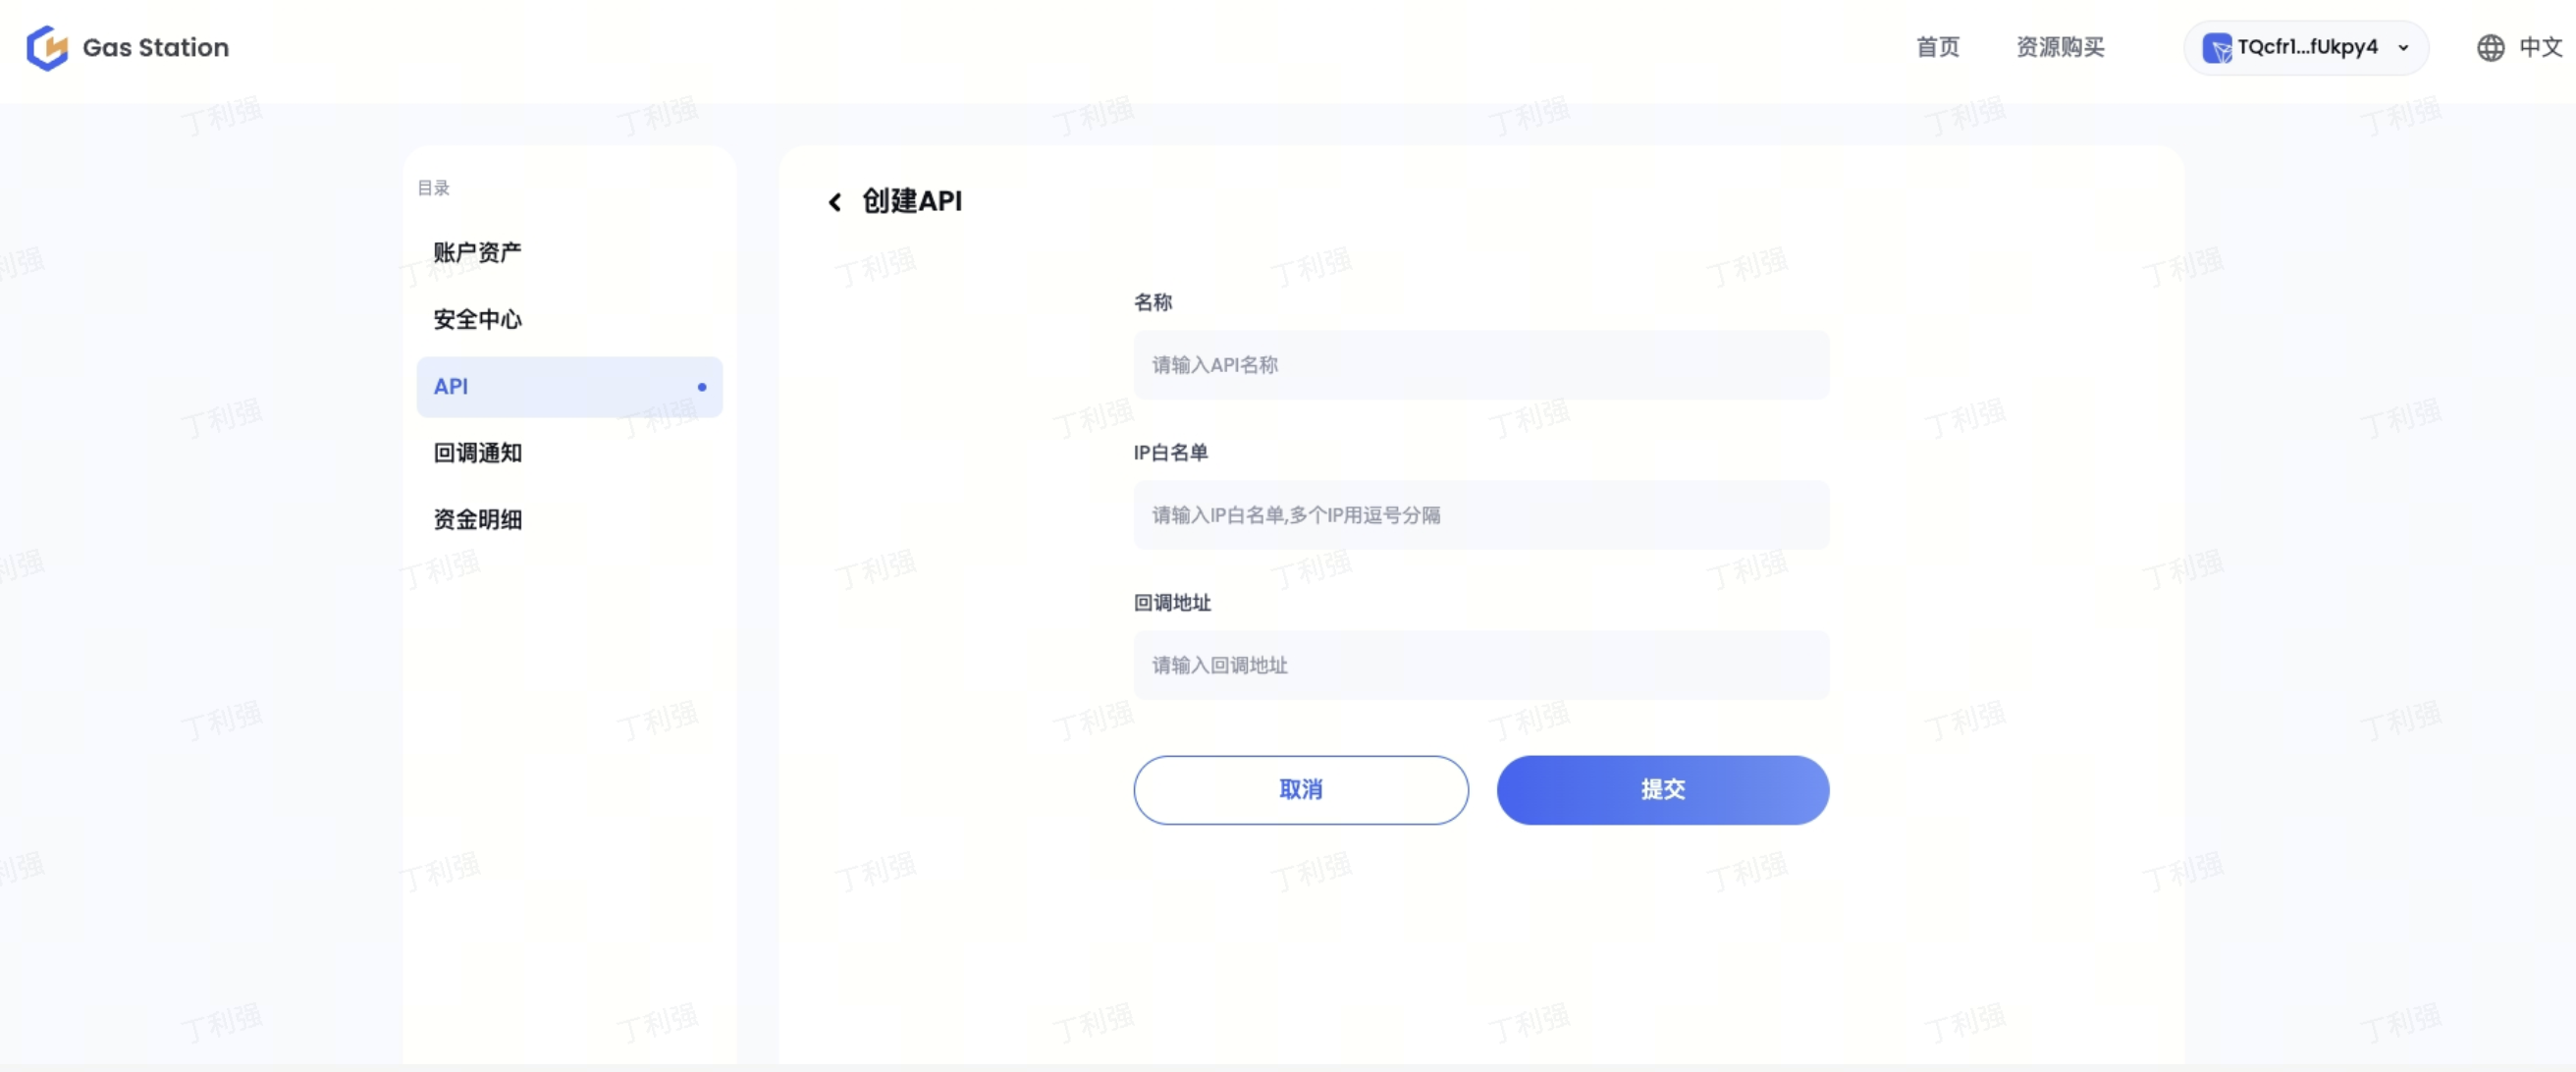 Gas Station
首页
资源购买
TQcfr1...fUkpy4
中文
目录
账户资产
安全中心
API
回调通知
资金明细
创建API
名称
请输入API名称
IP白名单
请输入IP白名单,多个IP用逗号分隔
回调地址
请输入回调地址
取消
提交
丁利强